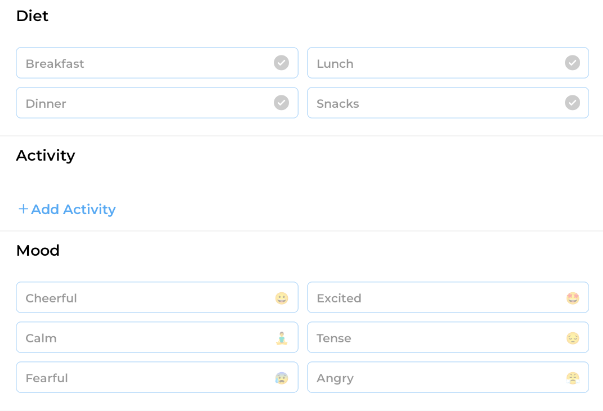 Diet
Breakfast
Lunch
Dinner
Snacks
Activity
+ Add Activity
Mood
Cheerful
Excited
Calm
Tense
Fearful
Angry